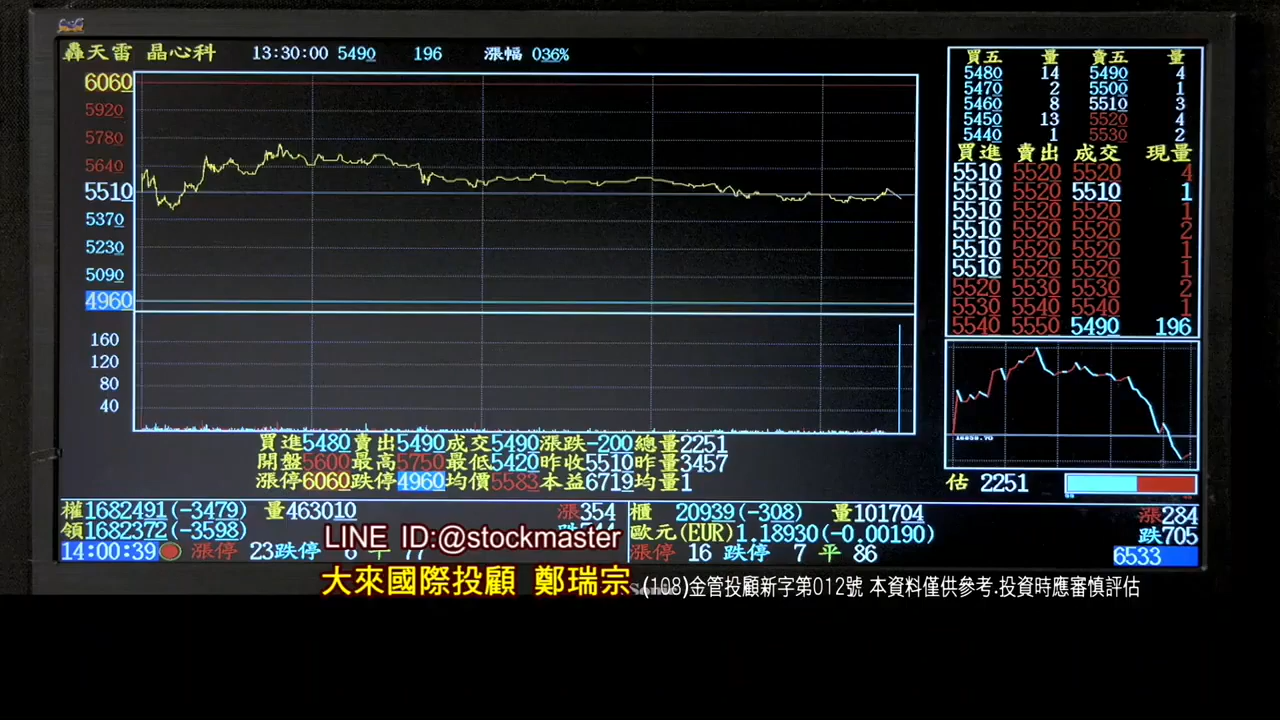 轟天雷 晶心科 13:30:00 5490 196 漲幅 036%
6060
5920
5780
5640
5510
5370
5230
5090
4960
160
120
80
40
買五 量 賣五 量
5480 14 5490 4
5470 2 5500 1
5460 8 5510 3
5450 13 5520 4
5440 1 5530 2
買進 賣出 成交 現量
5510 5520 5520 4
5510 5520 5510 1
5510 5520 5520 1
5510 5520 5520 2
5510 5520 5520 1
5510 5520 5520 1
5520 5530 5530 2
5530 5540 5540 1
5540 5550 5490 196
買進5480賣出5490成交5490漲跌-200總量2251
開盤5600最高5750最低5420昨收5510昨量3457
漲停6060跌停4960均價5583本益6719均量1
估 2251
權1682491(-3479) 量463010 漲354
領1682372(-3598)
14:00:39 漲停 23跌停 6 平 77
櫃 20939(-308) 量101704 漲284
歐元(EUR)1.18930(-0.00190) 跌705
漲停 16 跌停 7 平 86 6533
LINE ID:@stockmaster
大來國際投顧 鄭瑞宗 (108)金管投顧新字第012號 本資料僅供參考.投資時應審慎評估